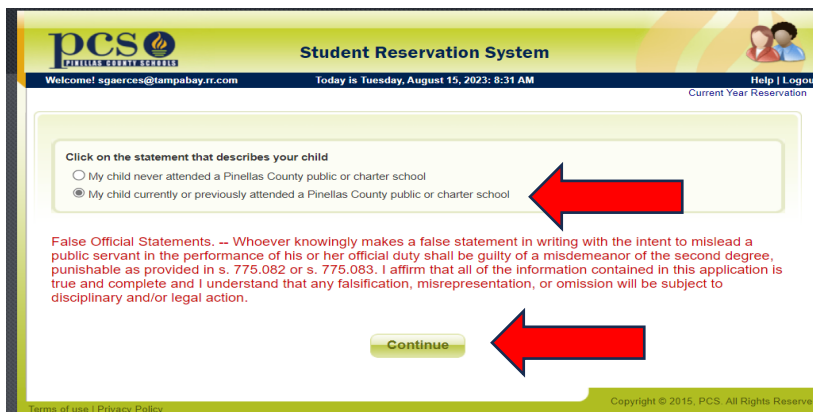 pcs
PINELLAS COUNTY SCHOOLS
Student Reservation System
Welcome! sgaerces@tampabay.rr.com Today is Tuesday, August 15, 2023: 8:31 AM Help | Logou
Current Year Reservation
Click on the statement that describes your child
My child never attended a Pinellas County public or charter school
My child currently or previously attended a Pinellas County public or charter school
False Official Statements. -- Whoever knowingly makes a false statement in writing with the intent to mislead a
public servant in the performance of his or her official duty shall be guilty of a misdemeanor of the second degree,
punishable as provided in s. 775.082 or s. 775.083. I affirm that all of the information contained in this application is
true and complete and I understand that any falsification, misrepresentation, or omission will be subject to
disciplinary and/or legal action.
Continue
Terms of use | Privacy Policy Copyright © 2015, PCS. All Rights Reserve